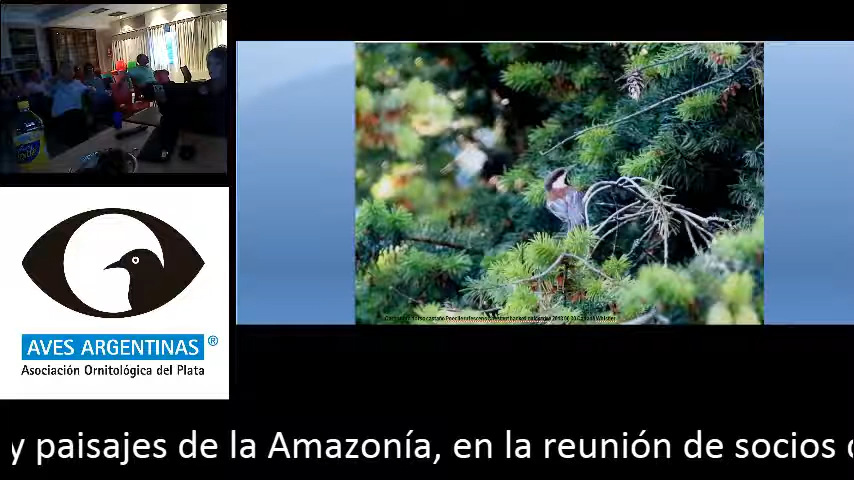 AVES ARGENTINAS ®
Asociación Ornitológica del Plata
y paisajes de la Amazonía, en la reunión de socios